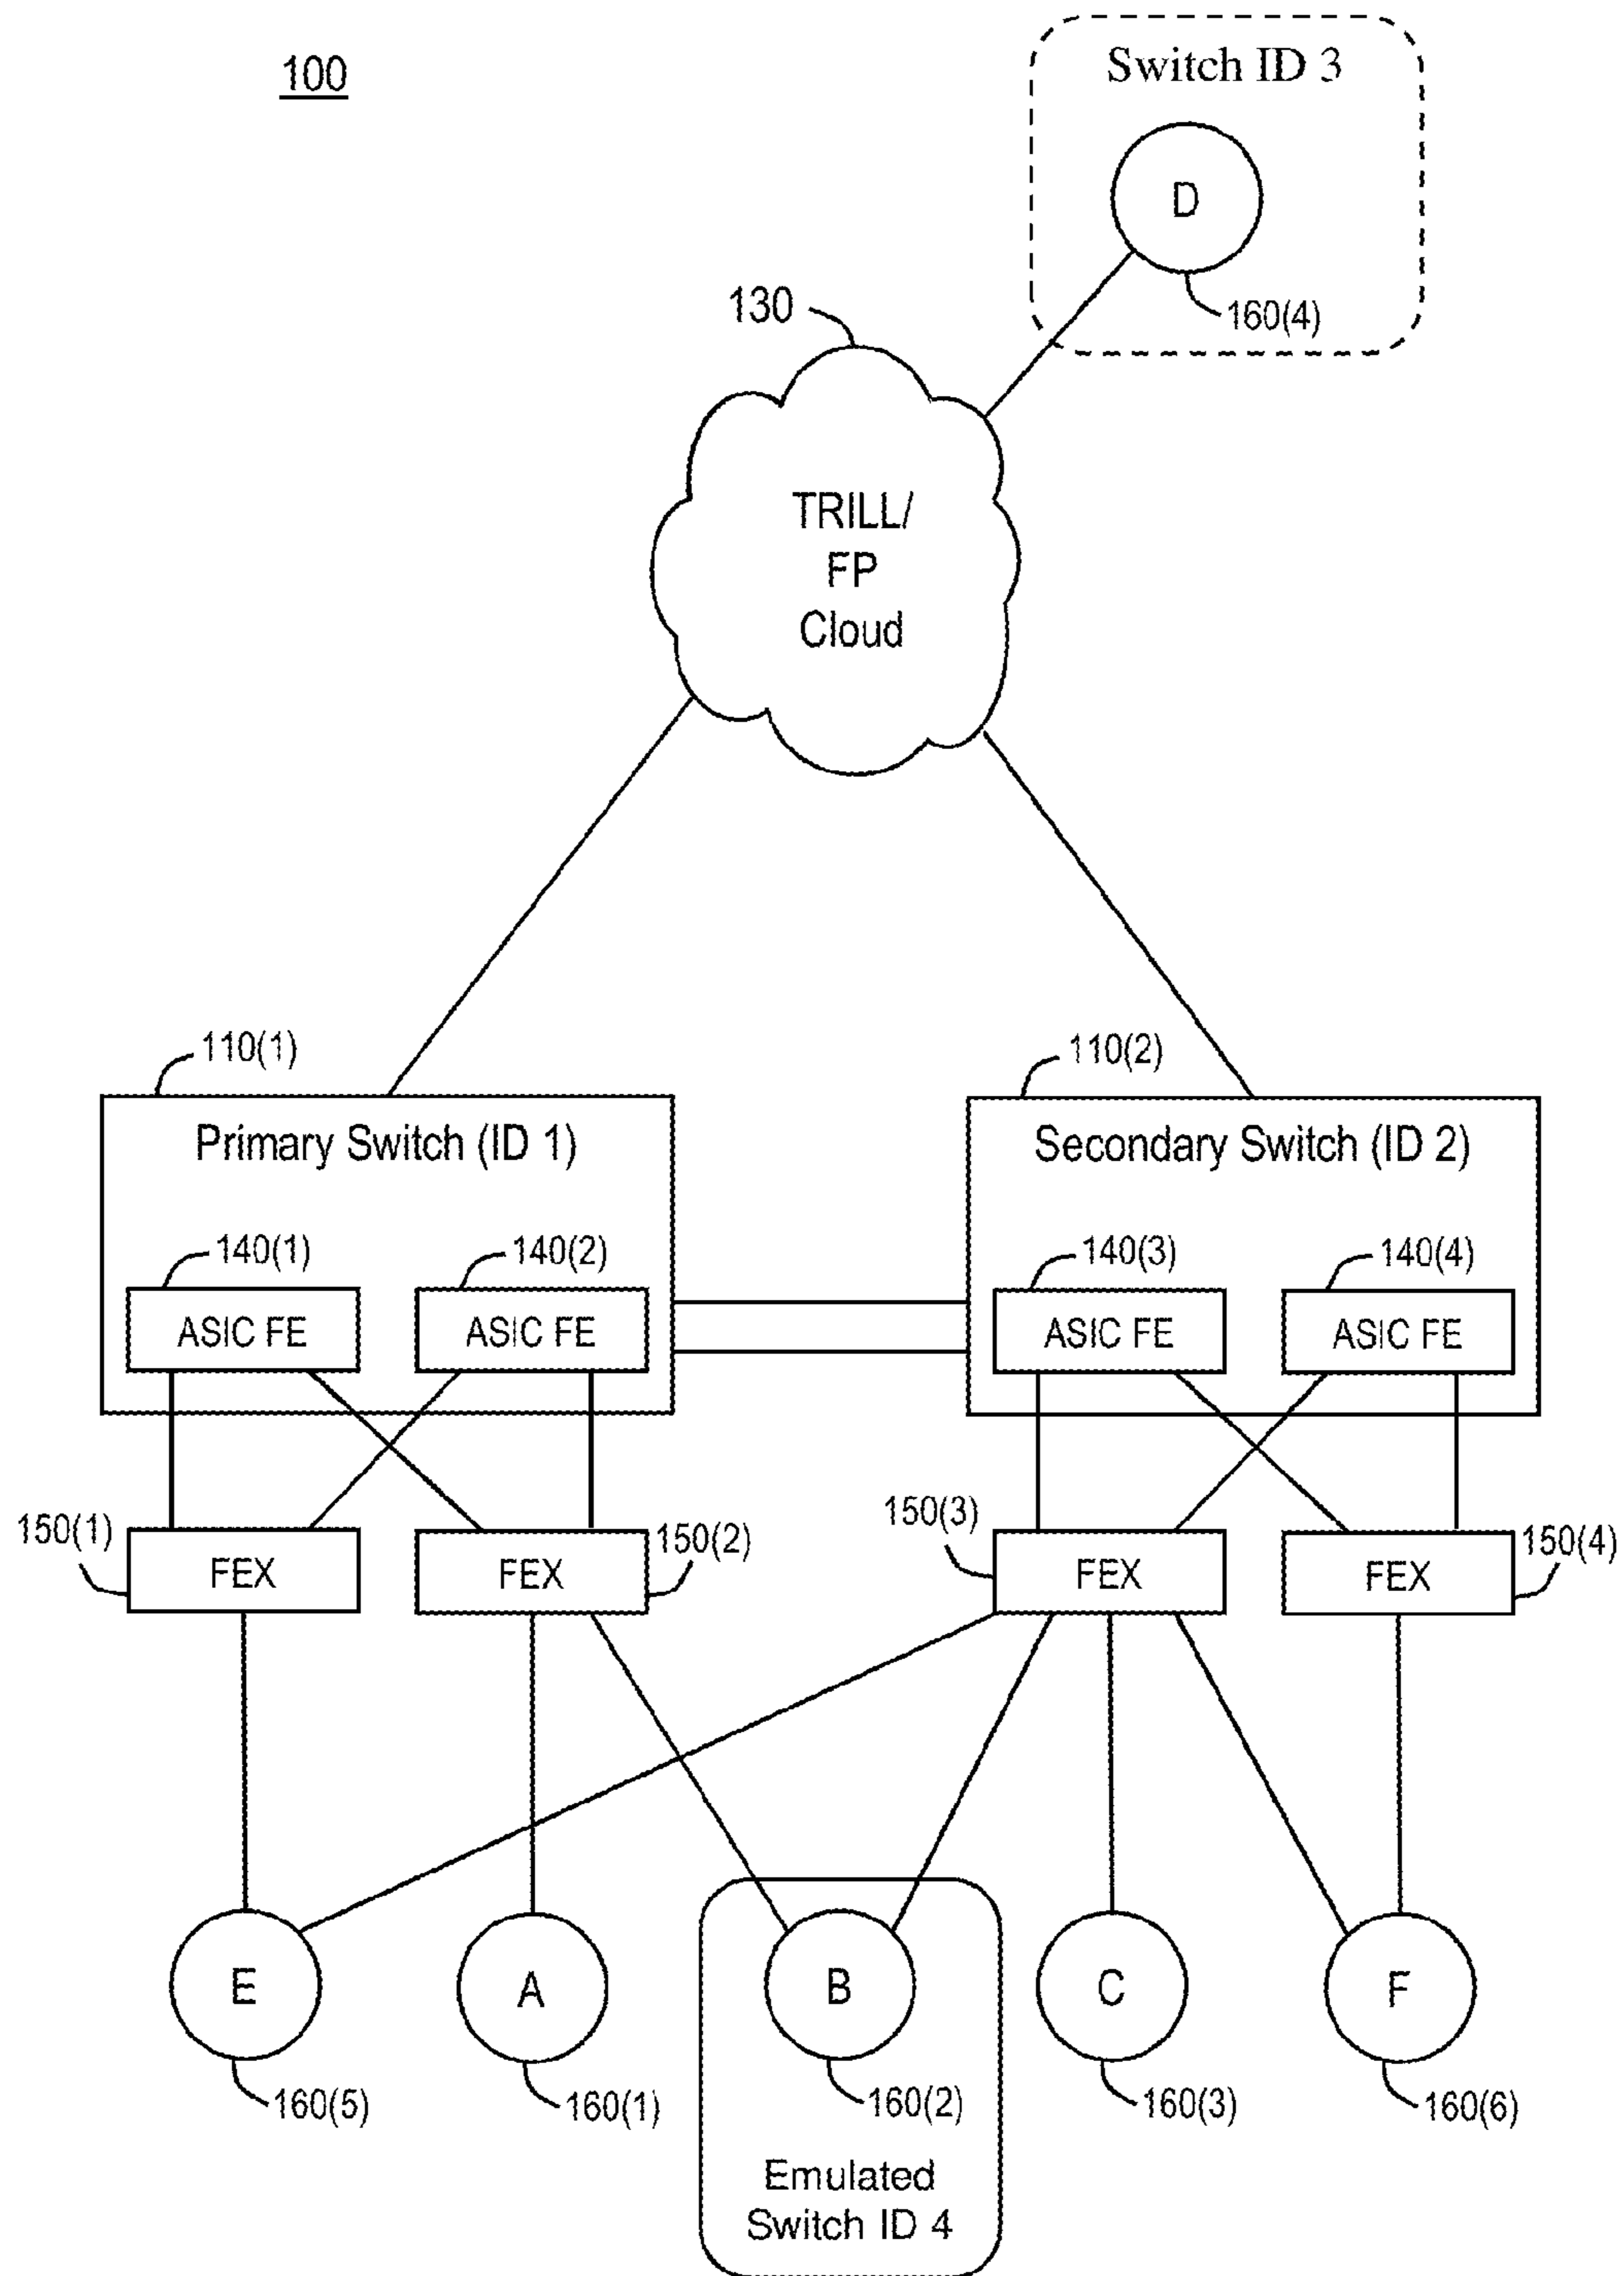 100
Switch ID 3
D
160(4)
130
TRILL/
FP
Cloud
110(1)
110(2)
Primary Switch (ID 1)
Secondary Switch (ID 2)
140(1)
140(2)
140(3)
140(4)
ASIC FE
ASIC FE
ASIC FE
ASIC FE
150(1)
150(2)
150(3)
150(4)
FEX
FEX
FEX
FEX
E
A
B
C
F
160(5)
160(1)
160(2)
160(3)
160(6)
Emulated
Switch ID 4